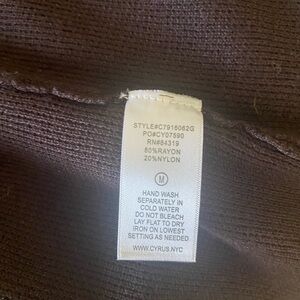 STYLE#C7916062G
PO#CY07590
RN#84319
80%RAYON
20%NYLON
M
HAND WASH
SEPARATELY IN
COLD WATER
DO NOT BLEACH
LAY FLAT TO DRY
IRON ON LOWEST
SETTING AS NEEDED
WWW.CYRUS.NYC